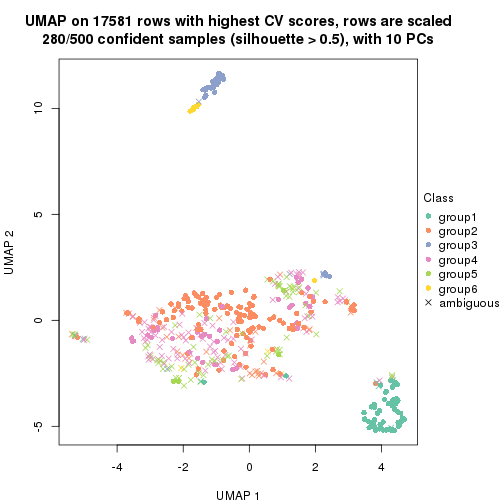 UMAP on 17581 rows with highest CV scores, rows are scaled
280/500 confident samples (silhouette > 0.5), with 10 PCs
10
5
0
-5
UMAP 2
-4
-2
0
2
4
UMAP 1
Class
group1
group2
group3
group4
group5
group6
ambiguous